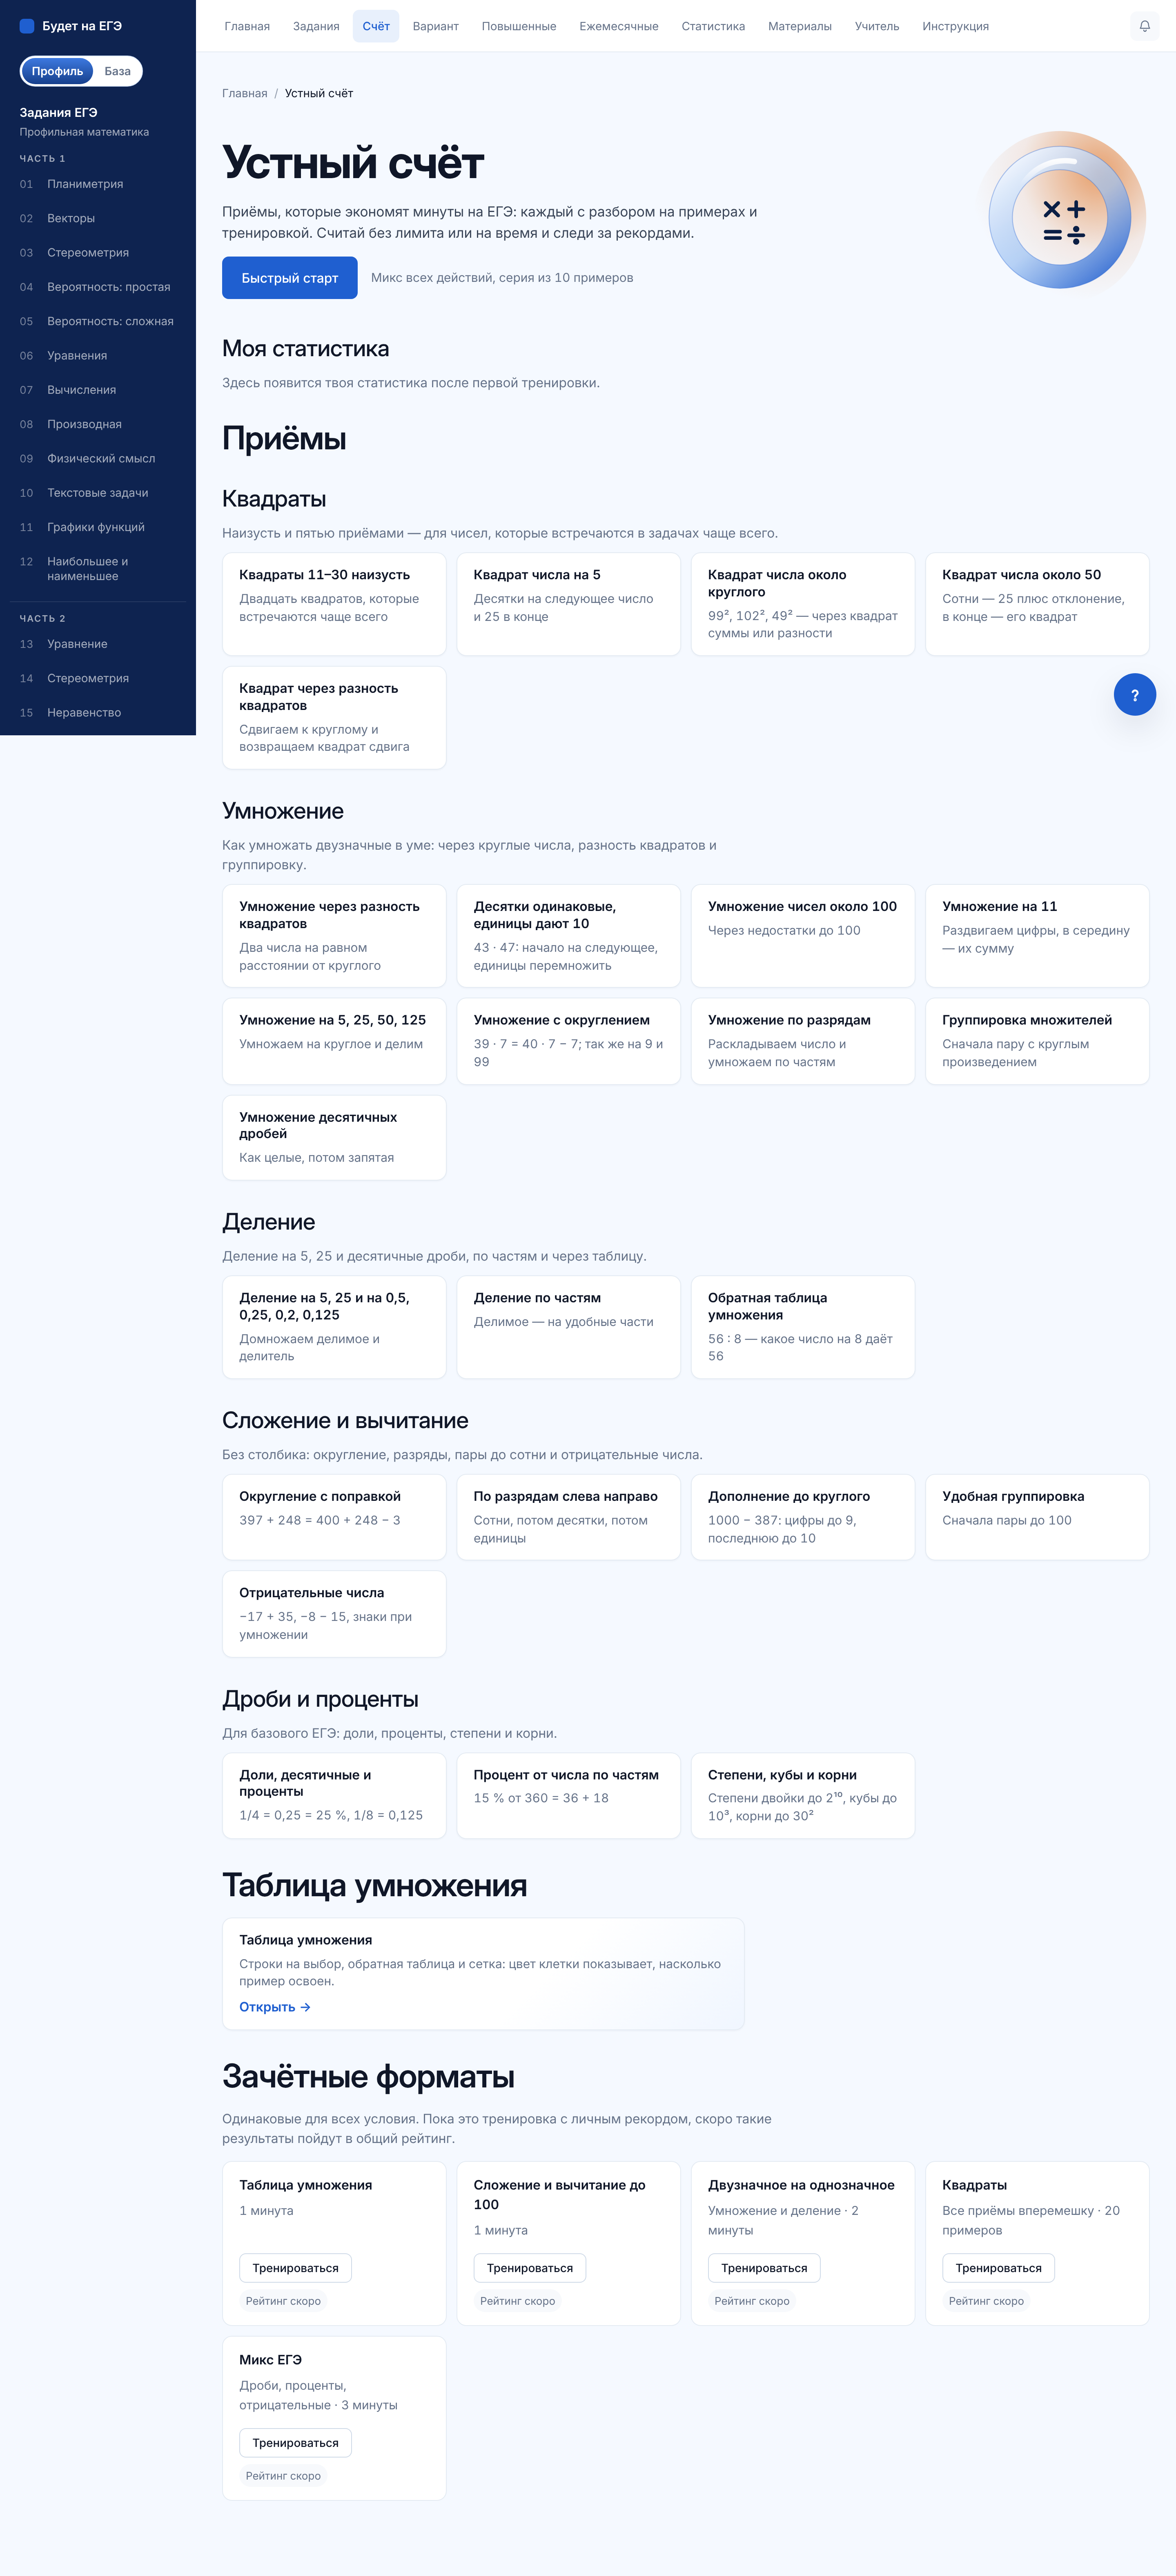 Будет на ЕГЭ
Профиль База
Задания ЕГЭ
Профильная математика
ЧАСТЬ 1
01 Планиметрия
02 Векторы
03 Стереометрия
04 Вероятность: простая
05 Вероятность: сложная
06 Уравнения
07 Вычисления
08 Производная
09 Физический смысл
10 Текстовые задачи
11 Графики функций
12 Наибольшее и
наименьшее
ЧАСТЬ 2
13 Уравнение
14 Стереометрия
15 Неравенство
Главная Задания Счёт Вариант Повышенные Ежемесячные Статистика Материалы Учитель Инструкция
Главная / Устный счёт
Устный счёт
Приёмы, которые экономят минуты на ЕГЭ: каждый с разбором на примерах и
тренировкой. Считай без лимита или на время и следи за рекордами.
Быстрый старт Микс всех действий, серия из 10 примеров
× +
= ÷
Моя статистика
Здесь появится твоя статистика после первой тренировки.
Приёмы
Квадраты
Наизусть и пятью приёмами — для чисел, которые встречаются в задачах чаще всего.
Квадраты 11–30 наизусть
Двадцать квадратов, которые
встречаются чаще всего
Квадрат числа на 5
Десятки на следующее число
и 25 в конце
Квадрат числа около
круглого
99², 102², 49² — через квадрат
суммы или разности
Квадрат числа около 50
Сотни — 25 плюс отклонение,
в конце — его квадрат
Квадрат через разность
квадратов
Сдвигаем к круглому и
возвращаем квадрат сдвига
?
Умножение
Как умножать двузначные в уме: через круглые числа, разность квадратов и
группировку.
Умножение через разность
квадратов
Два числа на равном
расстоянии от круглого
Десятки одинаковые,
единицы дают 10
43 · 47: начало на следующее,
единицы перемножить
Умножение чисел около 100
Через недостатки до 100
Умножение на 11
Раздвигаем цифры, в середину
— их сумму
Умножение на 5, 25, 50, 125
Умножаем на круглое и делим
Умножение с округлением
39 · 7 = 40 · 7 − 7; так же на 9 и
99
Умножение по разрядам
Раскладываем число и
умножаем по частям
Группировка множителей
Сначала пару с круглым
произведением
Умножение десятичных
дробей
Как целые, потом запятая
Деление
Деление на 5, 25 и десятичные дроби, по частям и через таблицу.
Деление на 5, 25 и на 0,5,
0,25, 0,2, 0,125
Домножаем делимое и
делитель
Деление по частям
Делимое — на удобные части
Обратная таблица
умножения
56 : 8 — какое число на 8 даёт
56
Сложение и вычитание
Без столбика: округление, разряды, пары до сотни и отрицательные числа.
Округление с поправкой
397 + 248 = 400 + 248 − 3
По разрядам слева направо
Сотни, потом десятки, потом
единицы
Дополнение до круглого
1000 − 387: цифры до 9,
последнюю до 10
Удобная группировка
Сначала пары до 100
Отрицательные числа
−17 + 35, −8 − 15, знаки при
умножении
Дроби и проценты
Для базового ЕГЭ: доли, проценты, степени и корни.
Доли, десятичные и
проценты
1/4 = 0,25 = 25 %, 1/8 = 0,125
Процент от числа по частям
15 % от 360 = 36 + 18
Степени, кубы и корни
Степени двойки до 2¹⁰, кубы до
10³, корни до 30²
Таблица умножения
Таблица умножения
Строки на выбор, обратная таблица и сетка: цвет клетки показывает, насколько
пример освоен.
Открыть →
Зачётные форматы
Одинаковые для всех условия. Пока это тренировка с личным рекордом, скоро такие
результаты пойдут в общий рейтинг.
Таблица умножения
1 минута
Тренироваться
Рейтинг скоро
Сложение и вычитание до
100
1 минута
Тренироваться
Рейтинг скоро
Двузначное на однозначное
Умножение и деление · 2
минуты
Тренироваться
Рейтинг скоро
Квадраты
Все приёмы вперемешку · 20
примеров
Тренироваться
Рейтинг скоро
Микс ЕГЭ
Дроби, проценты,
отрицательные · 3 минуты
Тренироваться
Рейтинг скоро